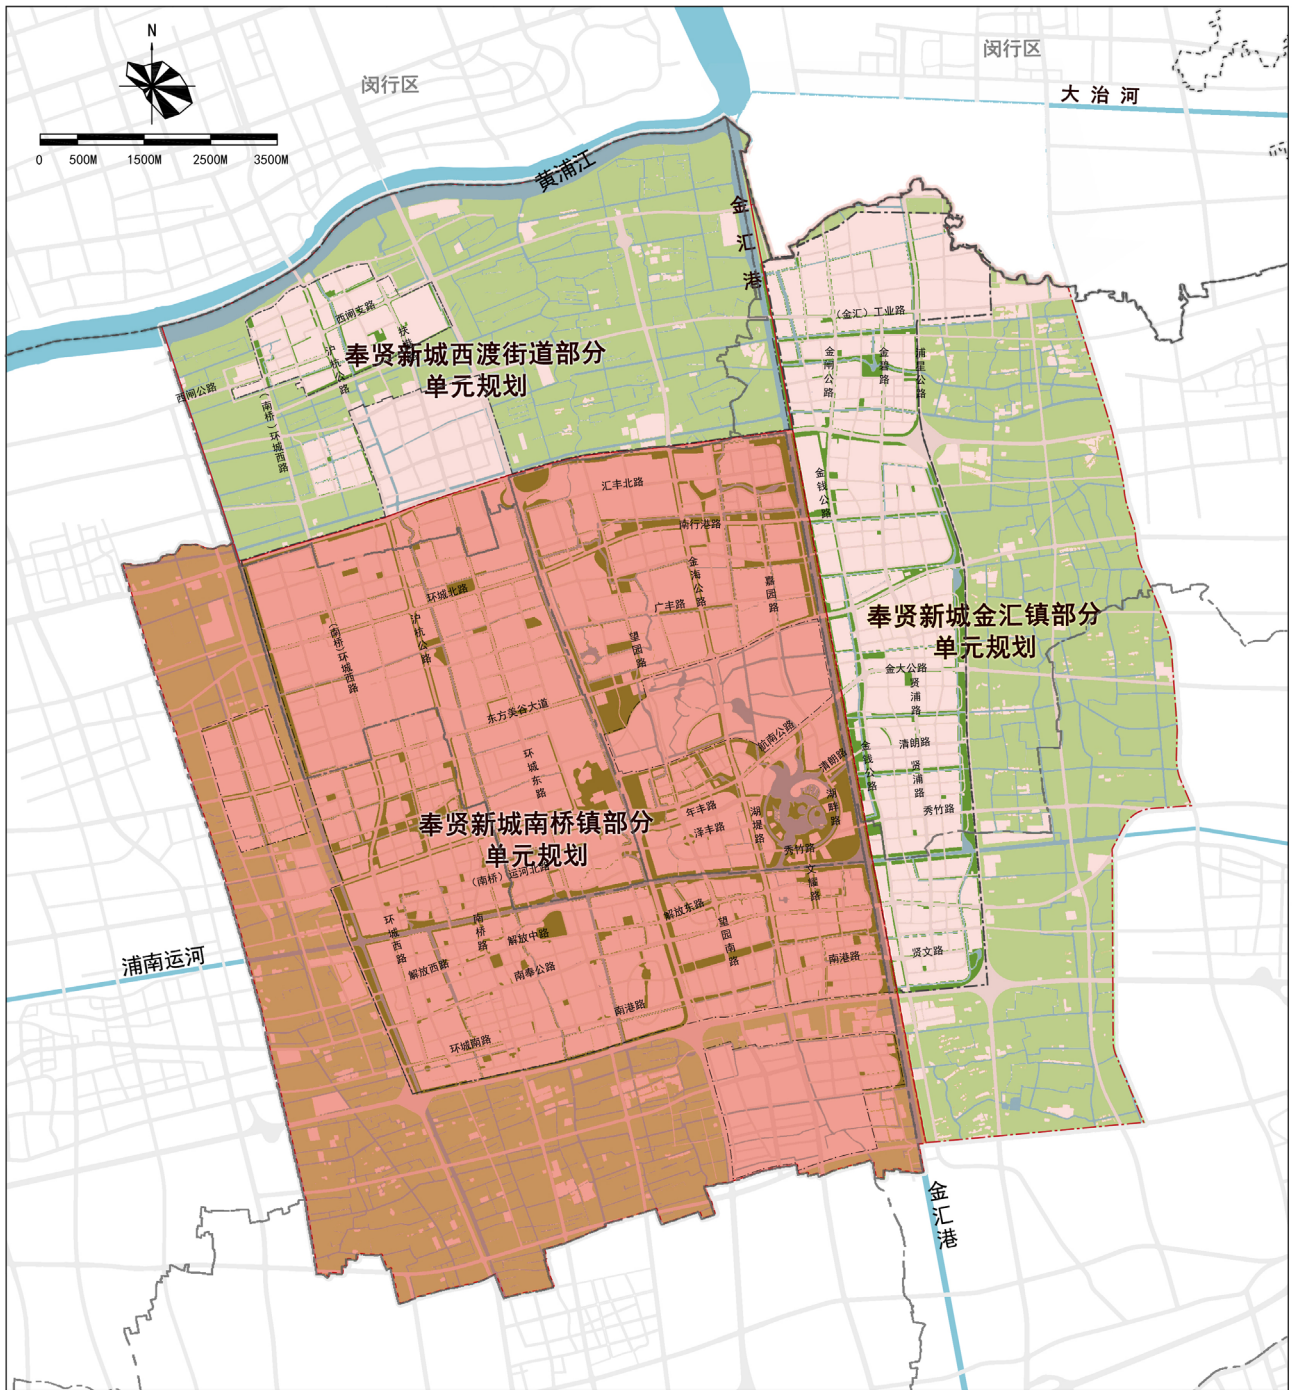 N
闵行区
闵行区
大治河
0 500M 1500M 2500M 3500M
黄浦江
金汇港
西闸支路
(金汇)工业路
沪杭公路
奉贤新城西渡街道部分
单元规划
金闸公路
金碧路
浦星公路
西闸公路
(南桥)环城西路
汇丰北路
金钱公路
南行港路
金海公路
嘉园路
环城北路
广丰路
沪杭公路
(南桥)环城西路
望园路
奉贤新城金汇镇部分
单元规划
金大公路
贤浦路
东方美谷大道
航南公路
清朗路
环城东路
清朗路
金钱公路
贤浦路
湖畔路
年丰路
湖堤路
秀竹路
奉贤新城南桥镇部分
单元规划
泽丰路
秀竹路
(南桥)运河北路
文耀路
解放东路
环城西路
南桥路
望园南路
解放中路
浦南运河
解放西路
南奉公路
南港路
贤文路
南港路
环城南路
金汇港